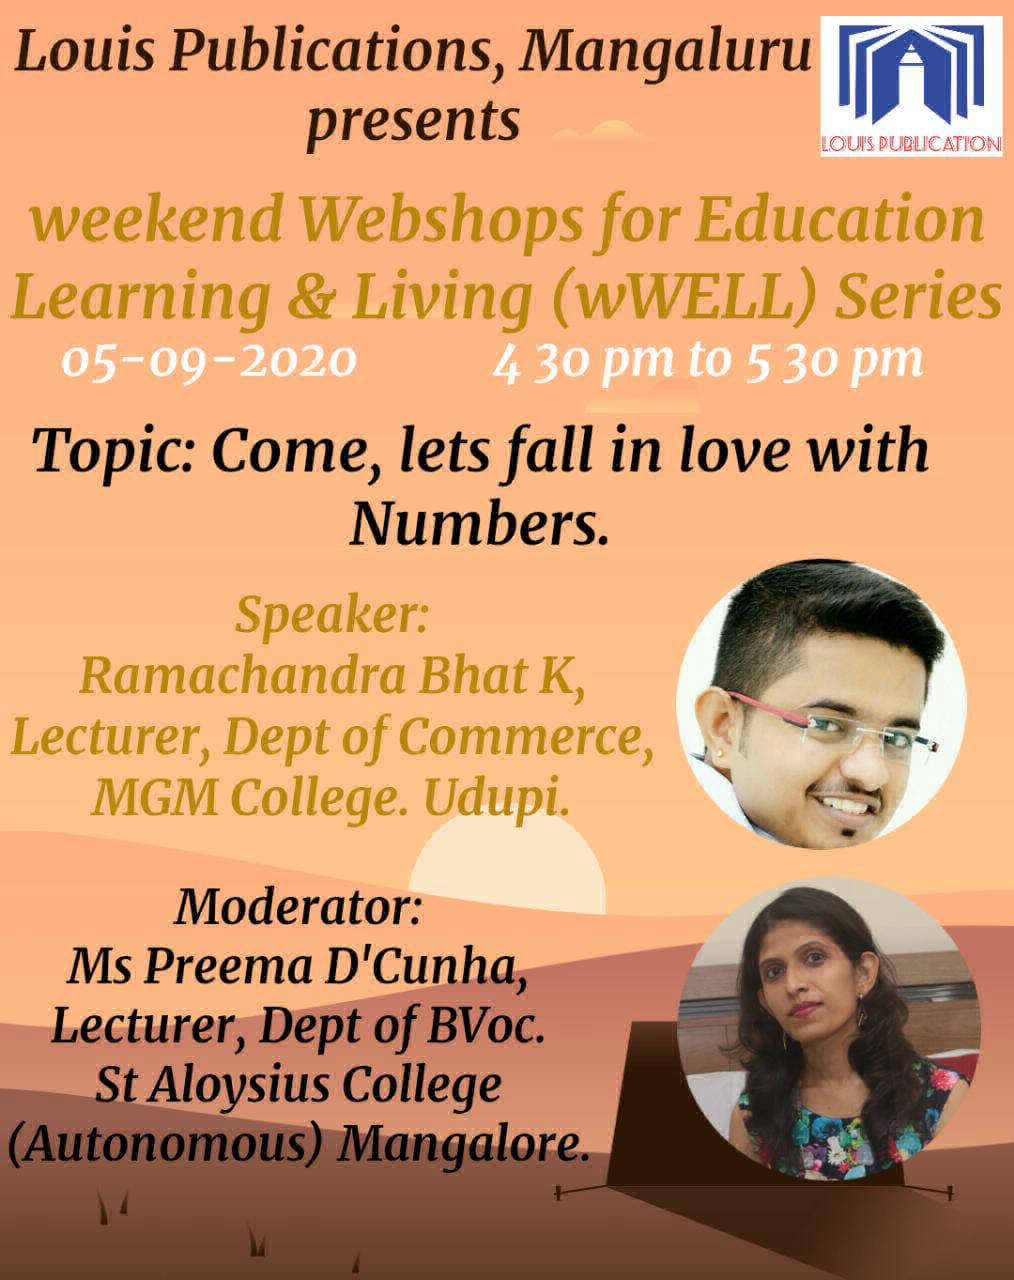 Louis Publications, Mangaluru
presents
LOUIS PUBLICATION
weekend Webshops for Education
Learning & Living (wWELL) Series
05-09-2020 4 30 pm to 5 30 pm
Topic: Come, lets fall in love with
Numbers.
Speaker:
Ramachandra Bhat K,
Lecturer, Dept of Commerce,
MGM College. Udupi.
Moderator:
Ms Preema D'Cunha,
Lecturer, Dept of BVoc.
St Aloysius College
(Autonomous) Mangalore.